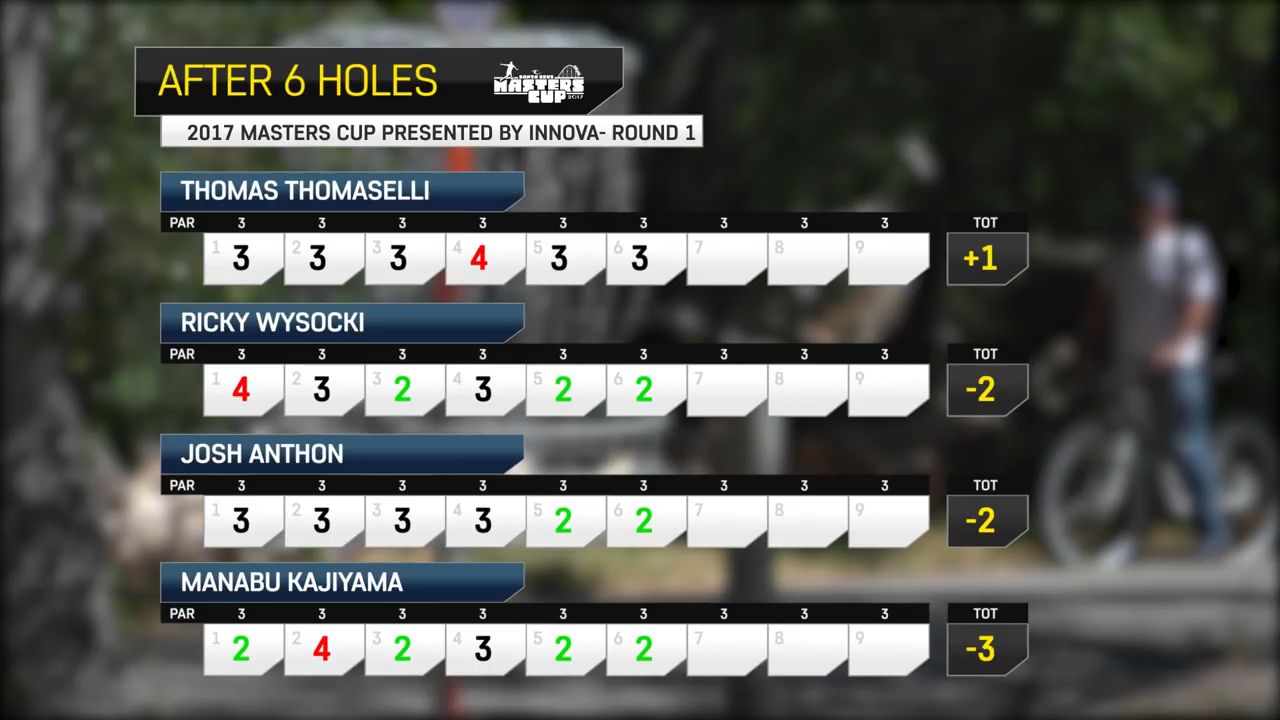 AFTER 6 HOLES
SANTA CRUZ
MASTERS
CUP 2017
2017 MASTERS CUP PRESENTED BY INNOVA- ROUND 1
THOMAS THOMASELLI
PAR 3 3 3 3 3 3 3 3 3 TOT
1 3 2 3 3 3 4 4 5 3 6 3 7 8 9 +1
RICKY WYSOCKI
PAR 3 3 3 3 3 3 3 3 3 TOT
1 4 2 3 3 2 4 3 5 2 6 2 7 8 9 -2
JOSH ANTHON
PAR 3 3 3 3 3 3 3 3 3 TOT
1 3 2 3 3 3 4 3 5 2 6 2 7 8 9 -2
MANABU KAJIYAMA
PAR 3 3 3 3 3 3 3 3 3 TOT
1 2 2 4 3 2 4 3 5 2 6 2 7 8 9 -3